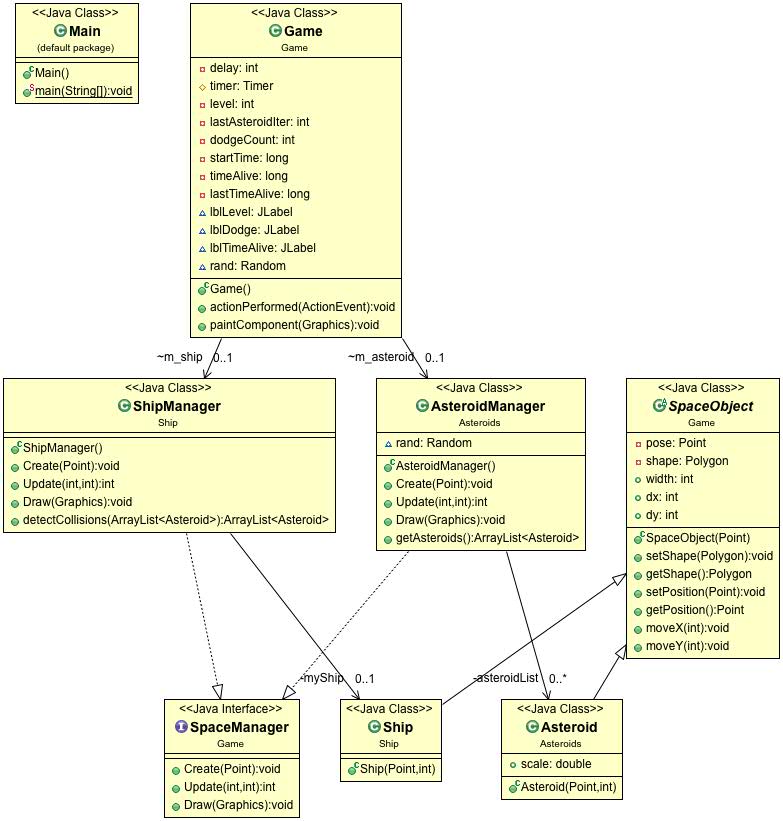 <<Java Class>>
Main
(default package)
Main()
main(String[]):void
<<Java Class>>
Game
Game
delay: int
timer: Timer
level: int
lastAsteroidIter: int
dodgeCount: int
startTime: long
timeAlive: long
lastTimeAlive: long
lblLevel: JLabel
lblDodge: JLabel
lblTimeAlive: JLabel
rand: Random
Game()
actionPerformed(ActionEvent):void
paintComponent(Graphics):void
~m_ship 0..1
~m_asteroid 0..1
<<Java Class>>
ShipManager
Ship
ShipManager()
Create(Point):void
Update(int,int):int
Draw(Graphics):void
detectCollisions(ArrayList<Asteroid>):ArrayList<Asteroid>
<<Java Class>>
AsteroidManager
Asteroids
rand: Random
AsteroidManager()
Create(Point):void
Update(int,int):int
Draw(Graphics):void
getAsteroids():ArrayList<Asteroid>
<<Java Class>>
SpaceObject
Game
pose: Point
shape: Polygon
width: int
dx: int
dy: int
SpaceObject(Point)
setShape(Polygon):void
getShape():Polygon
setPosition(Point):void
getPosition():Point
moveX(int):void
moveY(int):void
-myShip 0..1
-asteroidList 0..*
<<Java Interface>>
SpaceManager
Game
Create(Point):void
Update(int,int):int
Draw(Graphics):void
<<Java Class>>
Ship
Ship
Ship(Point,int)
<<Java Class>>
Asteroid
Asteroids
scale: double
Asteroid(Point,int)